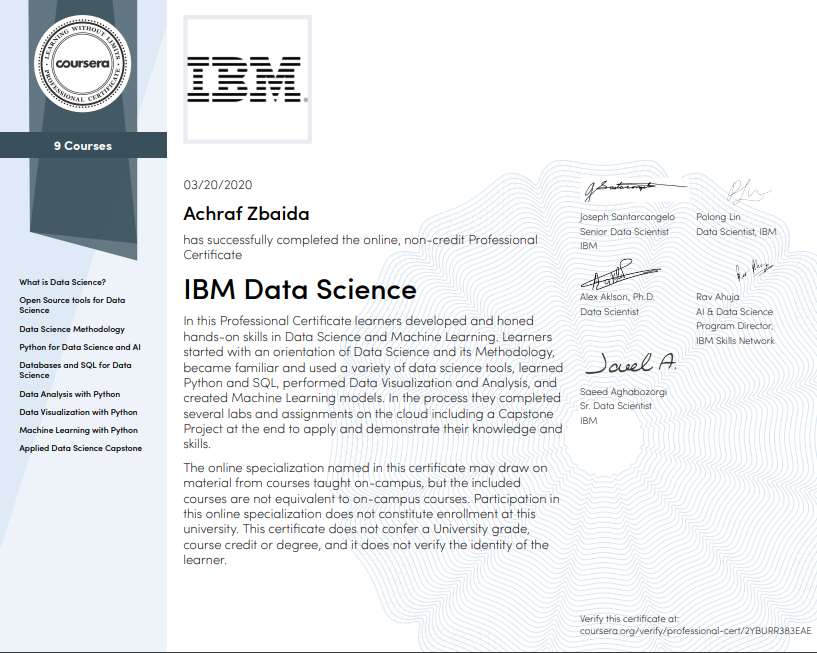 LEARNING WITHOUT LIMITS
coursera
PROFESSIONAL CERTIFICATE
9 Courses
What is Data Science?
Open Source tools for Data
Science
Data Science Methodology
Python for Data Science and AI
Databases and SQL for Data
Science
Data Analysis with Python
Data Visualization with Python
Machine Learning with Python
Applied Data Science Capstone
IBM®
03/20/2020
Achraf Zbaida
has successfully completed the online, non-credit Professional
Certificate
IBM Data Science
In this Professional Certificate learners developed and honed
hands-on skills in Data Science and Machine Learning. Learners
started with an orientation of Data Science and its Methodology,
became familiar and used a variety of data science tools, learned
Python and SQL, performed Data Visualization and Analysis, and
created Machine Learning models. In the process they completed
several labs and assignments on the cloud including a Capstone
Project at the end to apply and demonstrate their knowledge and
skills.
The online specialization named in this certificate may draw on
material from courses taught on-campus, but the included
courses are not equivalent to on-campus courses. Participation in
this online specialization does not constitute enrollment at this
university. This certificate does not confer a University grade,
course credit or degree, and it does not verify the identity of the
learner.
Joseph Santarcangelo
Senior Data Scientist
IBM
Polong Lin
Data Scientist, IBM
Alex Aklson, Ph.D.
Data Scientist
Rav Ahuja
AI & Data Science
Program Director,
IBM Skills Network
Saeed Aghabozorgi
Sr. Data Scientist
IBM
Verify this certificate at:
coursera.org/verify/professional-cert/2YBURR383EAE